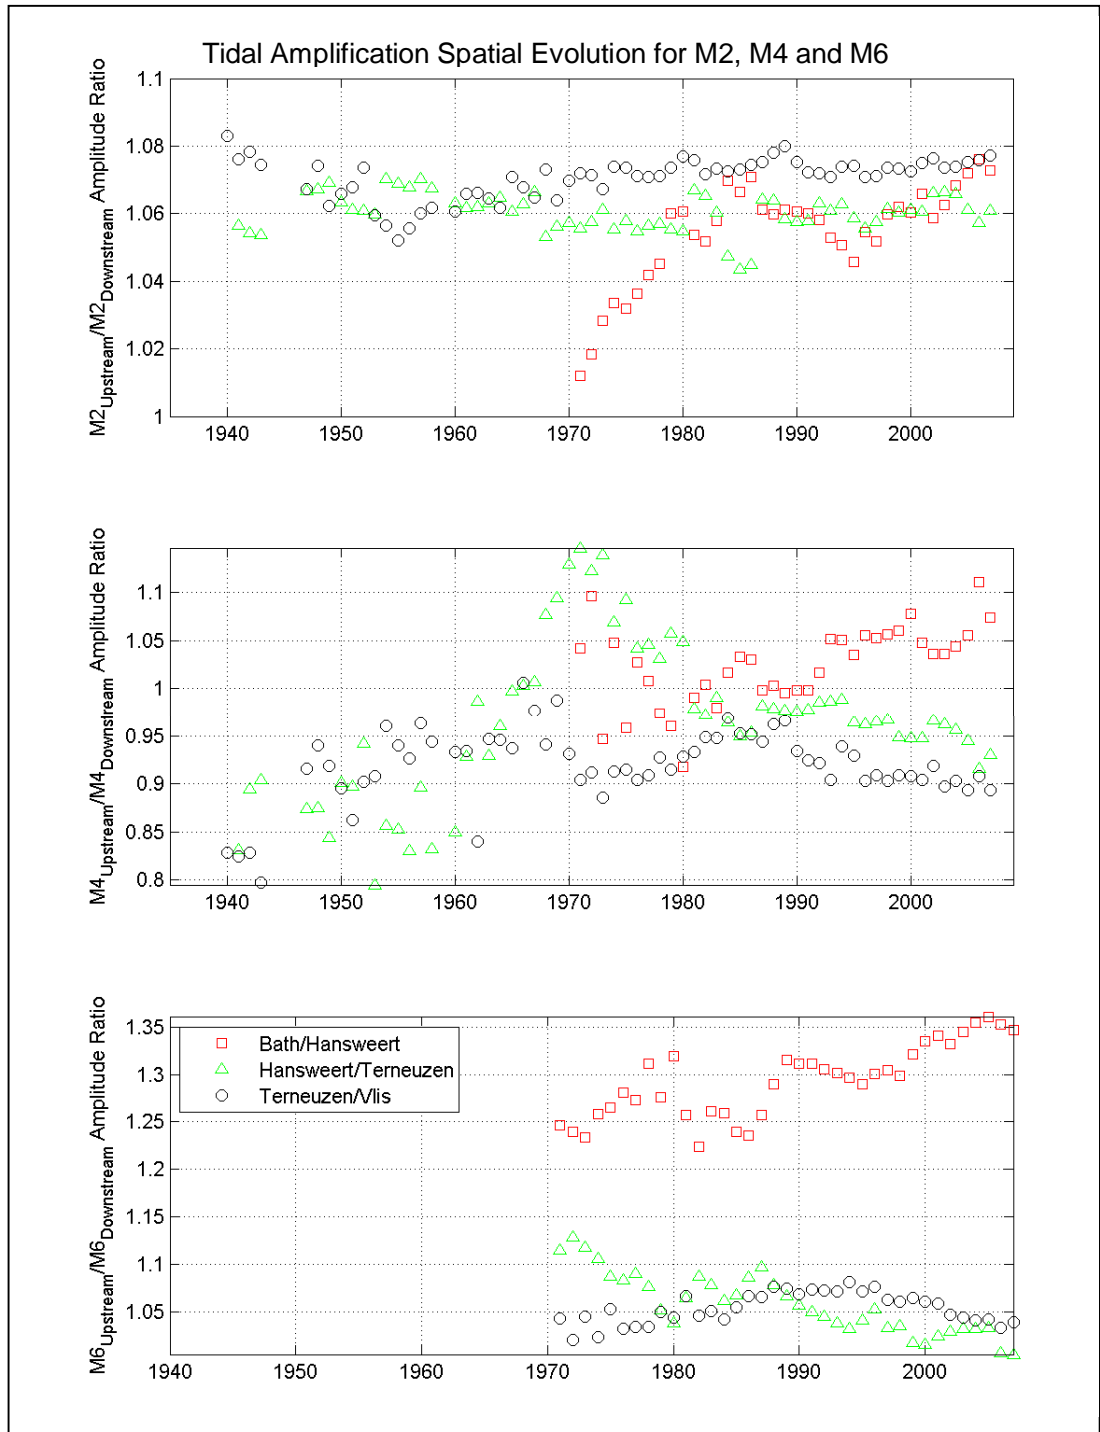 Tidal Amplification Spatial Evolution for M2, M4 and M6
M2Upstream/M2Downstream Amplitude Ratio
1.1
1.08
1.06
1.04
1.02
1
1940 1950 1960 1970 1980 1990 2000
M4Upstream/M4Downstream Amplitude Ratio
1.1
1.05
1
0.95
0.9
0.85
0.8
1940 1950 1960 1970 1980 1990 2000
M6Upstream/M6Downstream Amplitude Ratio
1.35
1.3
1.25
1.2
1.15
1.1
1.05
Bath/Hansweert
Hansweert/Terneuzen
Terneuzen/Vlis
1940 1950 1960 1970 1980 1990 2000